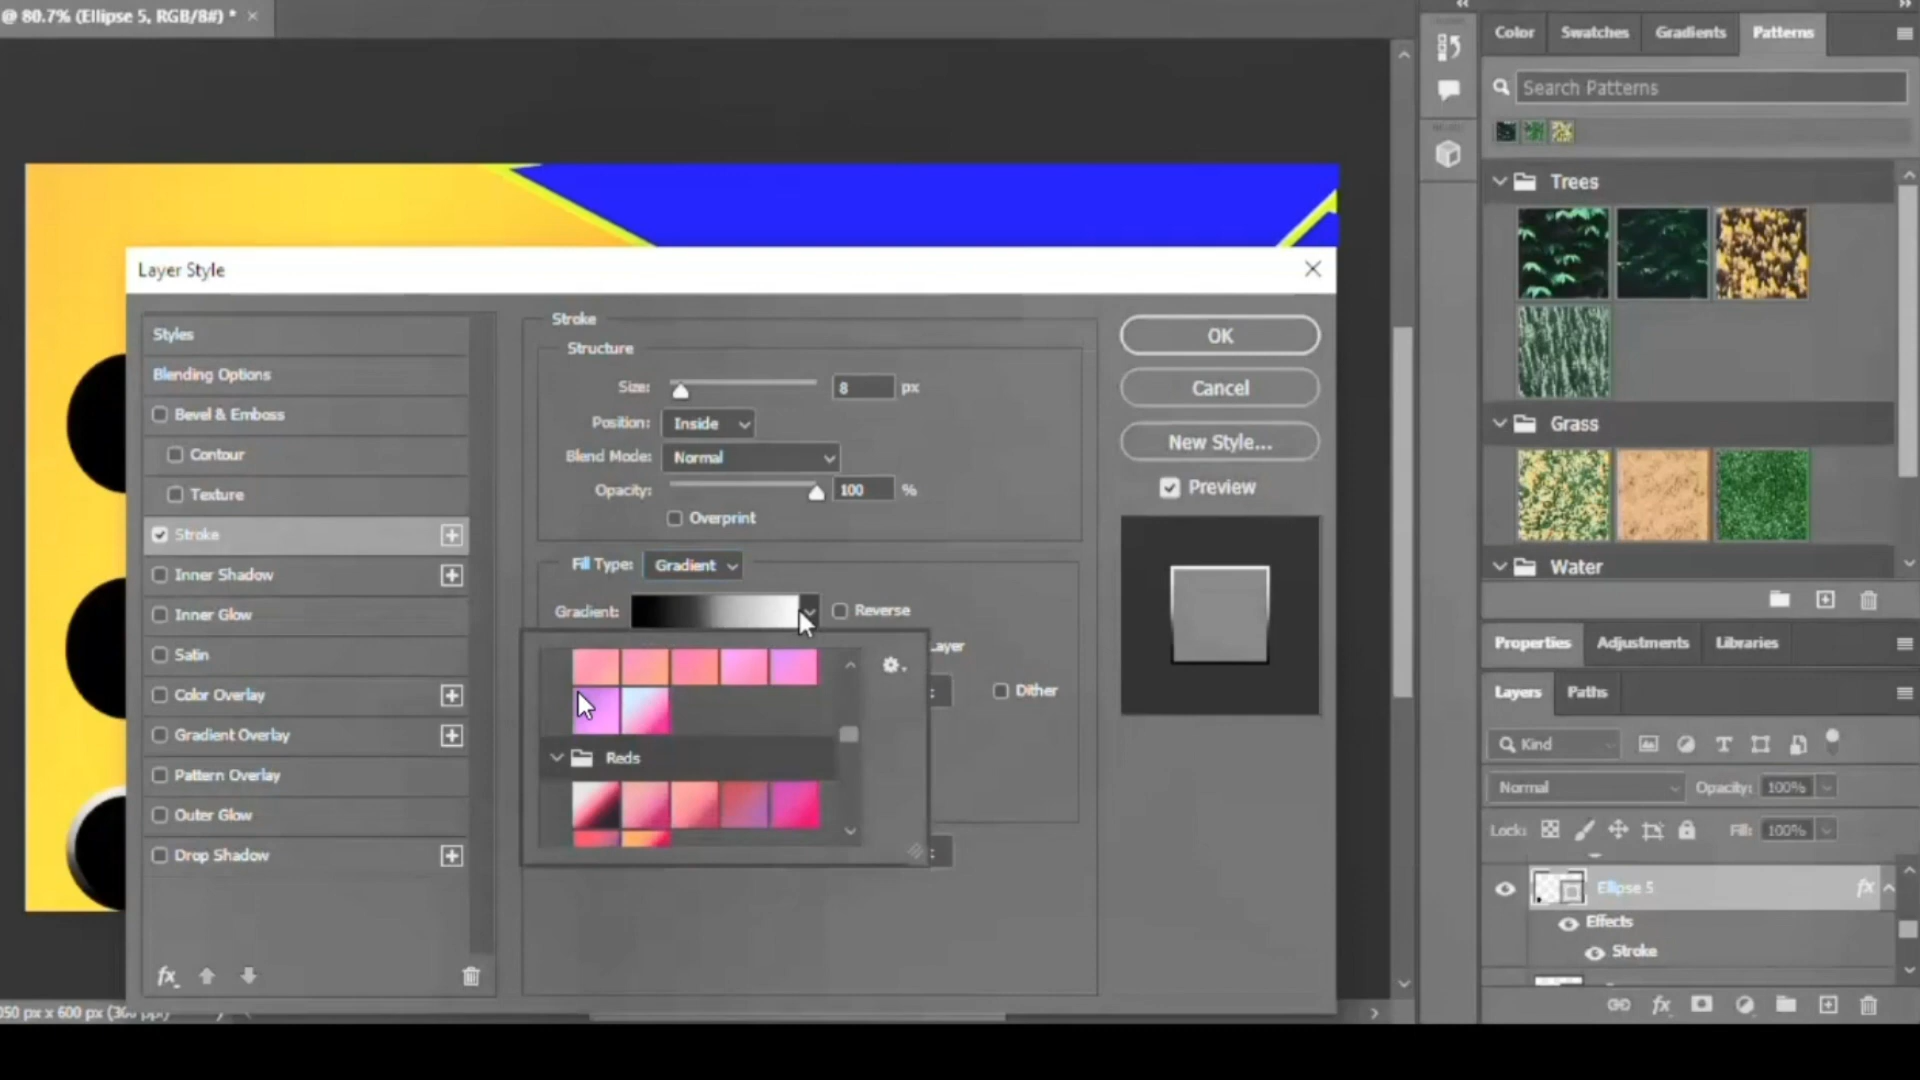 @ 80.7% (Ellipse 5, RGB/8#) *
Color
Swatches
Gradients
Patterns
Search Patterns
Trees
Grass
Water
Layer Style
Styles
Blending Options
Bevel & Emboss
Contour
Texture
Stroke
Inner Shadow
Inner Glow
Satin
Color Overlay
Gradient Overlay
Pattern Overlay
Outer Glow
Drop Shadow
fx
Stroke
Structure
Size: 8 px
Position: Inside
Blend Mode: Normal
Opacity: 100 %
Overprint
Fill Type: Gradient
Gradient: Reverse
Layer
Dither
Reds
OK
Cancel
New Style...
Preview
Properties
Adjustments
Libraries
Layers
Paths
Kind
Normal
Opacity: 100%
Lock:
Fill: 100%
Ellipse 5
fx
Effects
Stroke
fx
050 px x 600 px